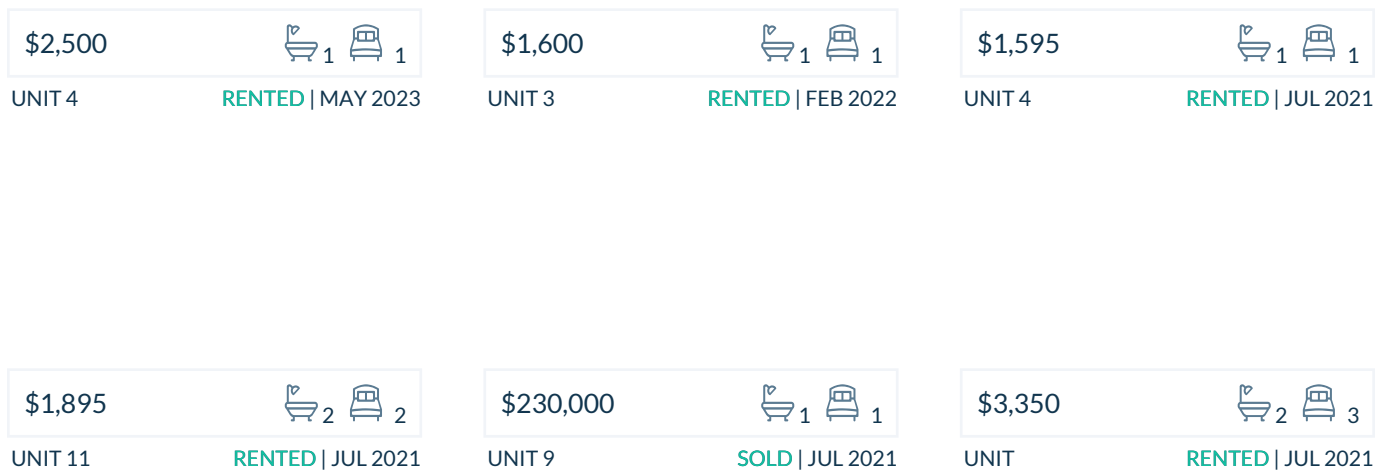 $2,500 1 1
UNIT 4 RENTED | MAY 2023
$1,600 1 1
UNIT 3 RENTED | FEB 2022
$1,595 1 1
UNIT 4 RENTED | JUL 2021
$1,895 2 2
UNIT 11 RENTED | JUL 2021
$230,000 1 1
UNIT 9 SOLD | JUL 2021
$3,350 2 3
UNIT RENTED | JUL 2021